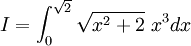 I = \int_0^{\sqrt{2}} \sqrt{x^2+2}\ x^3 dx